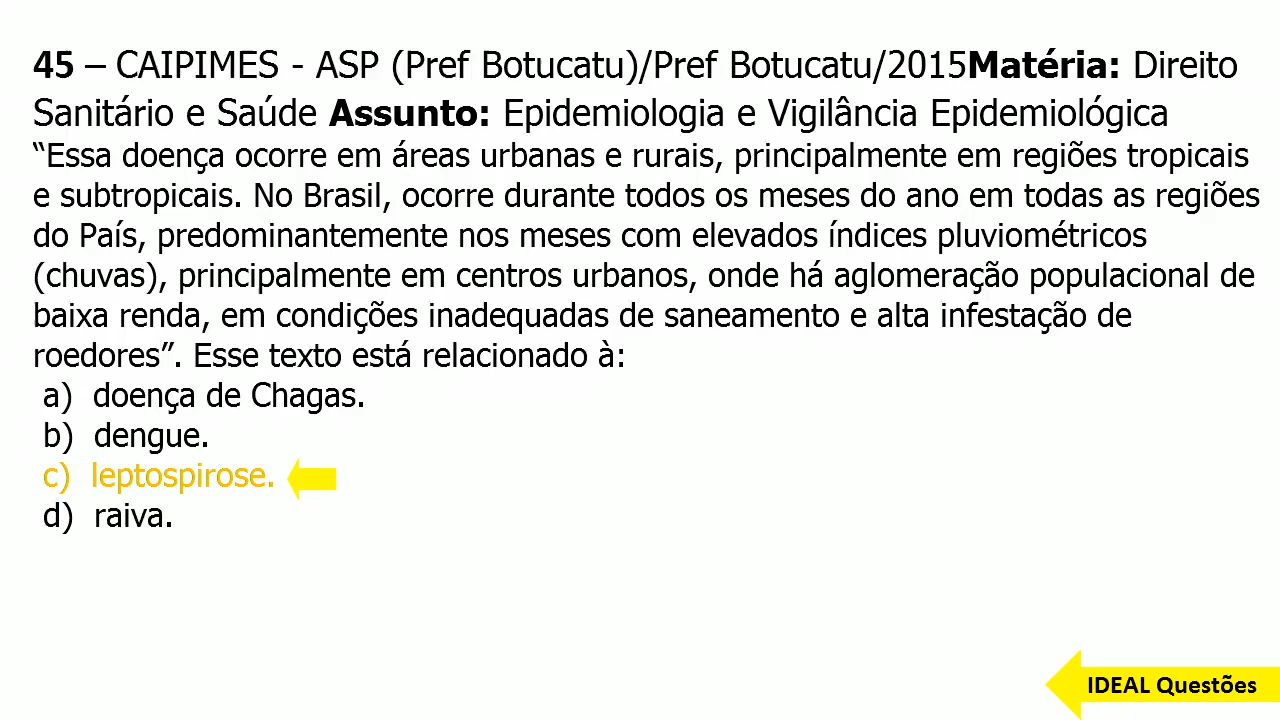 45 – CAIPIMES - ASP (Pref Botucatu)/Pref Botucatu/2015Matéria: Direito
Sanitário e Saúde Assunto: Epidemiologia e Vigilância Epidemiológica
“Essa doença ocorre em áreas urbanas e rurais, principalmente em regiões tropicais
e subtropicais. No Brasil, ocorre durante todos os meses do ano em todas as regiões
do País, predominantemente nos meses com elevados índices pluviométricos
(chuvas), principalmente em centros urbanos, onde há aglomeração populacional de
baixa renda, em condições inadequadas de saneamento e alta infestação de
roedores”. Esse texto está relacionado à:
a) doença de Chagas.
b) dengue.
c) leptospirose.
d) raiva.
IDEAL Questões